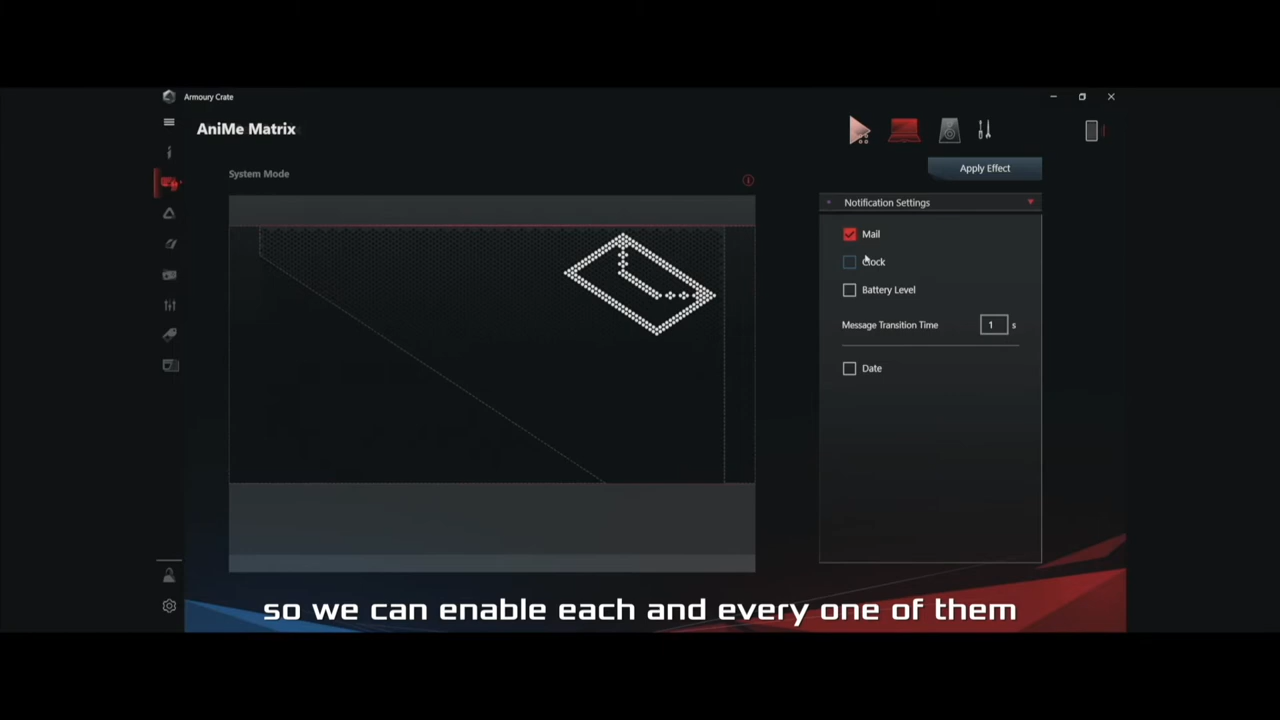 Armoury Crate
AniMe Matrix
System Mode
Apply Effect
Notification Settings
Mail
Clock
Battery Level
Message Transition Time 1 s
Date
so we can enable each and every one of them